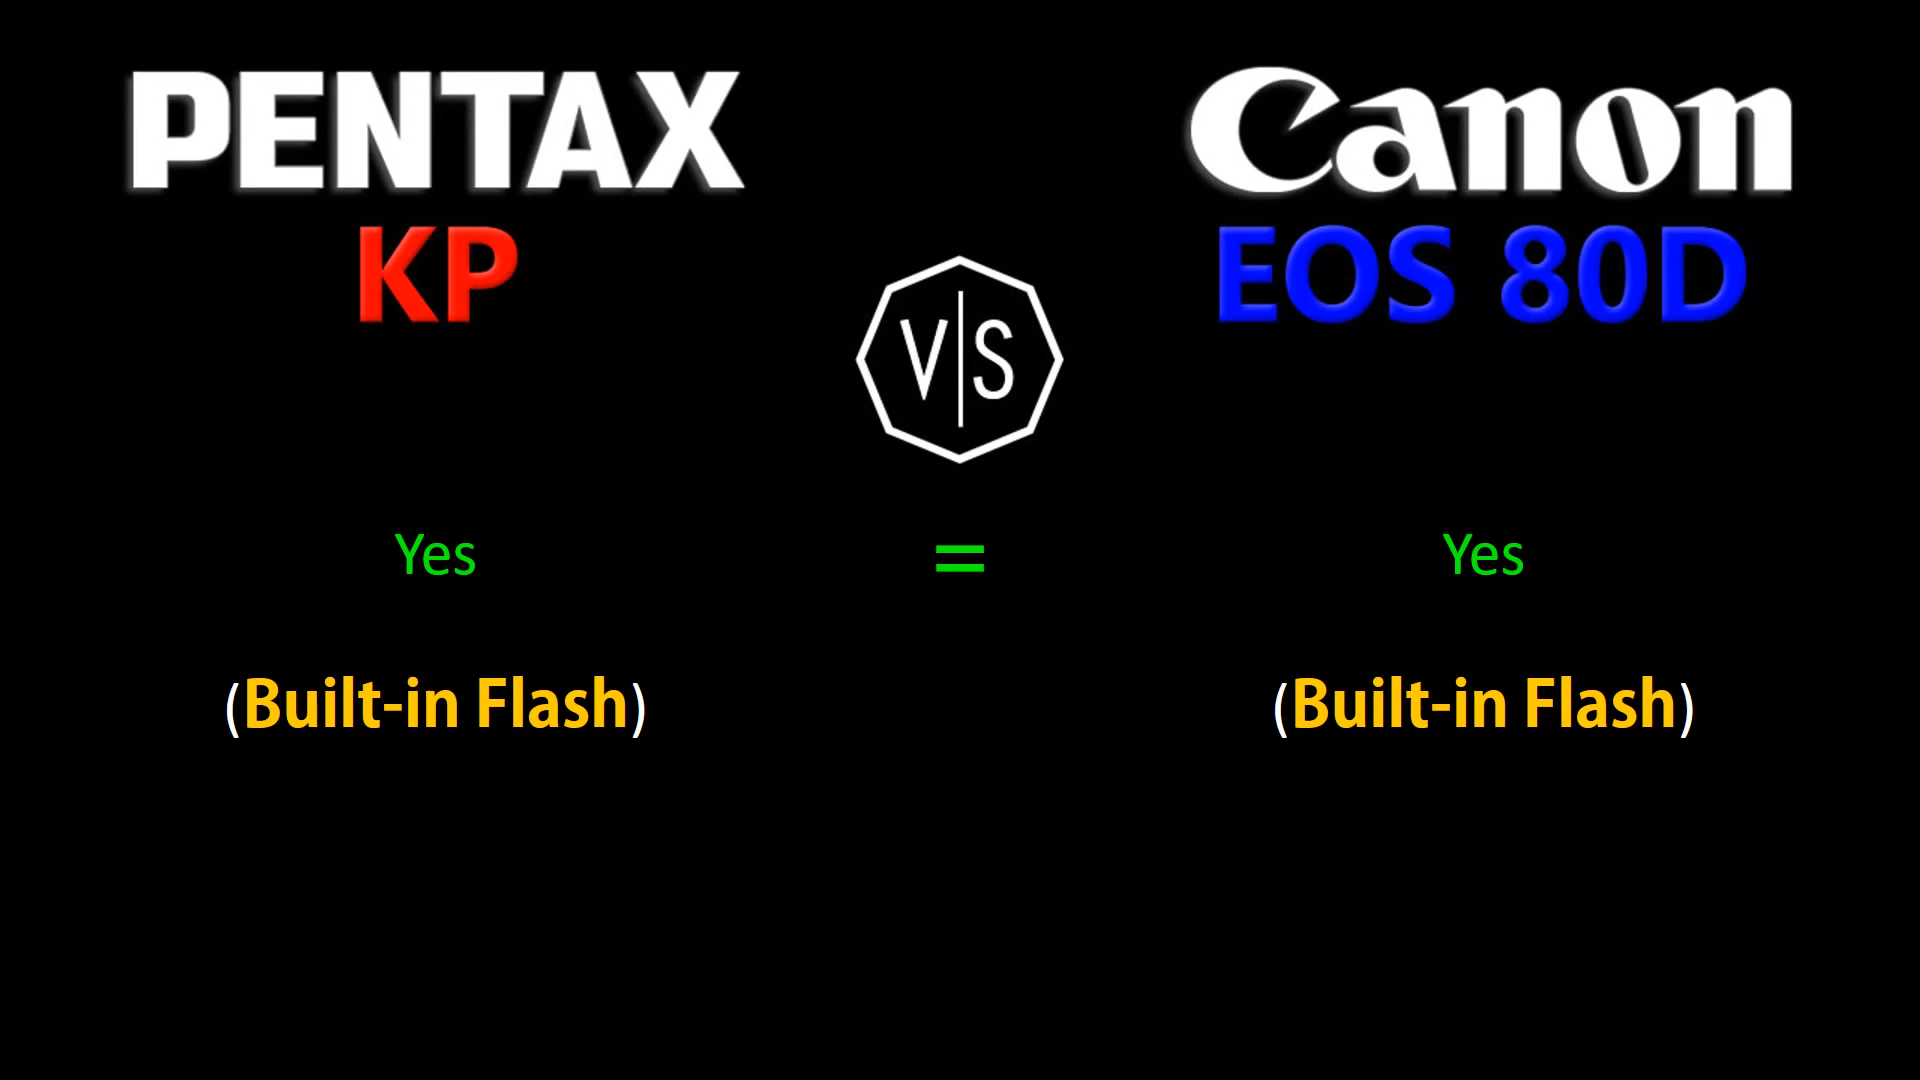 PENTAX
KP
Canon
EOS 80D
V|S
Yes
=
Yes
(Built-in Flash)
(Built-in Flash)